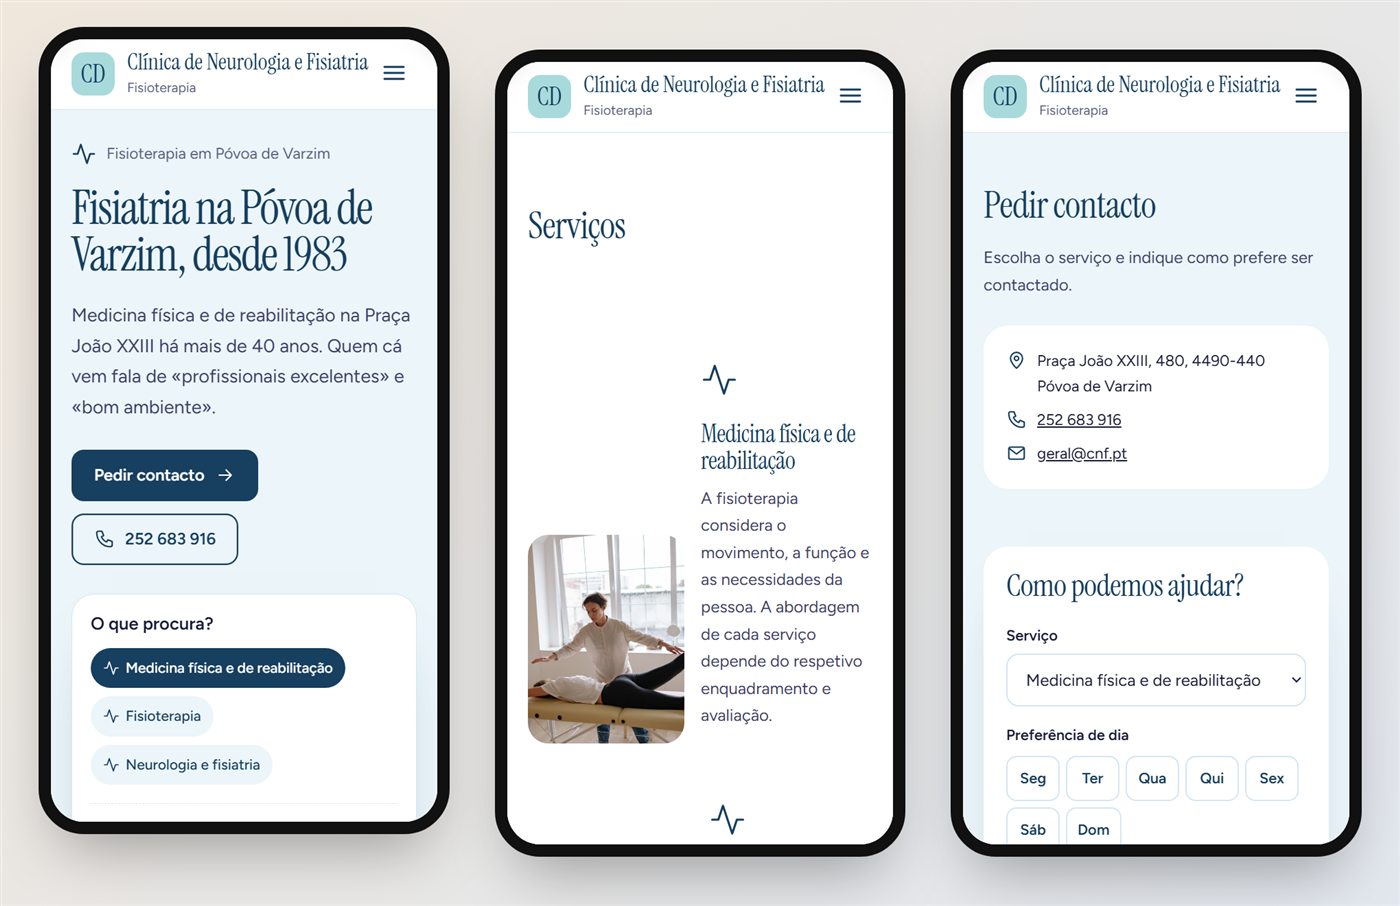 CD
Clínica de Neurologia e Fisiatria
Fisioterapia
Fisioterapia em Póvoa de Varzim
Fisiatria na Póvoa de
Varzim, desde 1983
Medicina física e de reabilitação na Praça
João XXIII há mais de 40 anos. Quem cá
vem fala de «profissionais excelentes» e
«bom ambiente».
Pedir contacto
252 683 916
O que procura?
Medicina física e de reabilitação
Fisioterapia
Neurologia e fisiatria
CD
Clínica de Neurologia e Fisiatria
Fisioterapia
Serviços
Medicina física e de
reabilitação
A fisioterapia
considera o
movimento, a função e
as necessidades da
pessoa. A abordagem
de cada serviço
depende do respetivo
enquadramento e
avaliação.
CD
Clínica de Neurologia e Fisiatria
Fisioterapia
Pedir contacto
Escolha o serviço e indique como prefere ser
contactado.
Praça João XXIII, 480, 4490-440
Póvoa de Varzim
252 683 916
geral@cnf.pt
Como podemos ajudar?
Serviço
Medicina física e de reabilitação
Preferência de dia
Seg Ter Qua Qui Sex
Sáb Dom